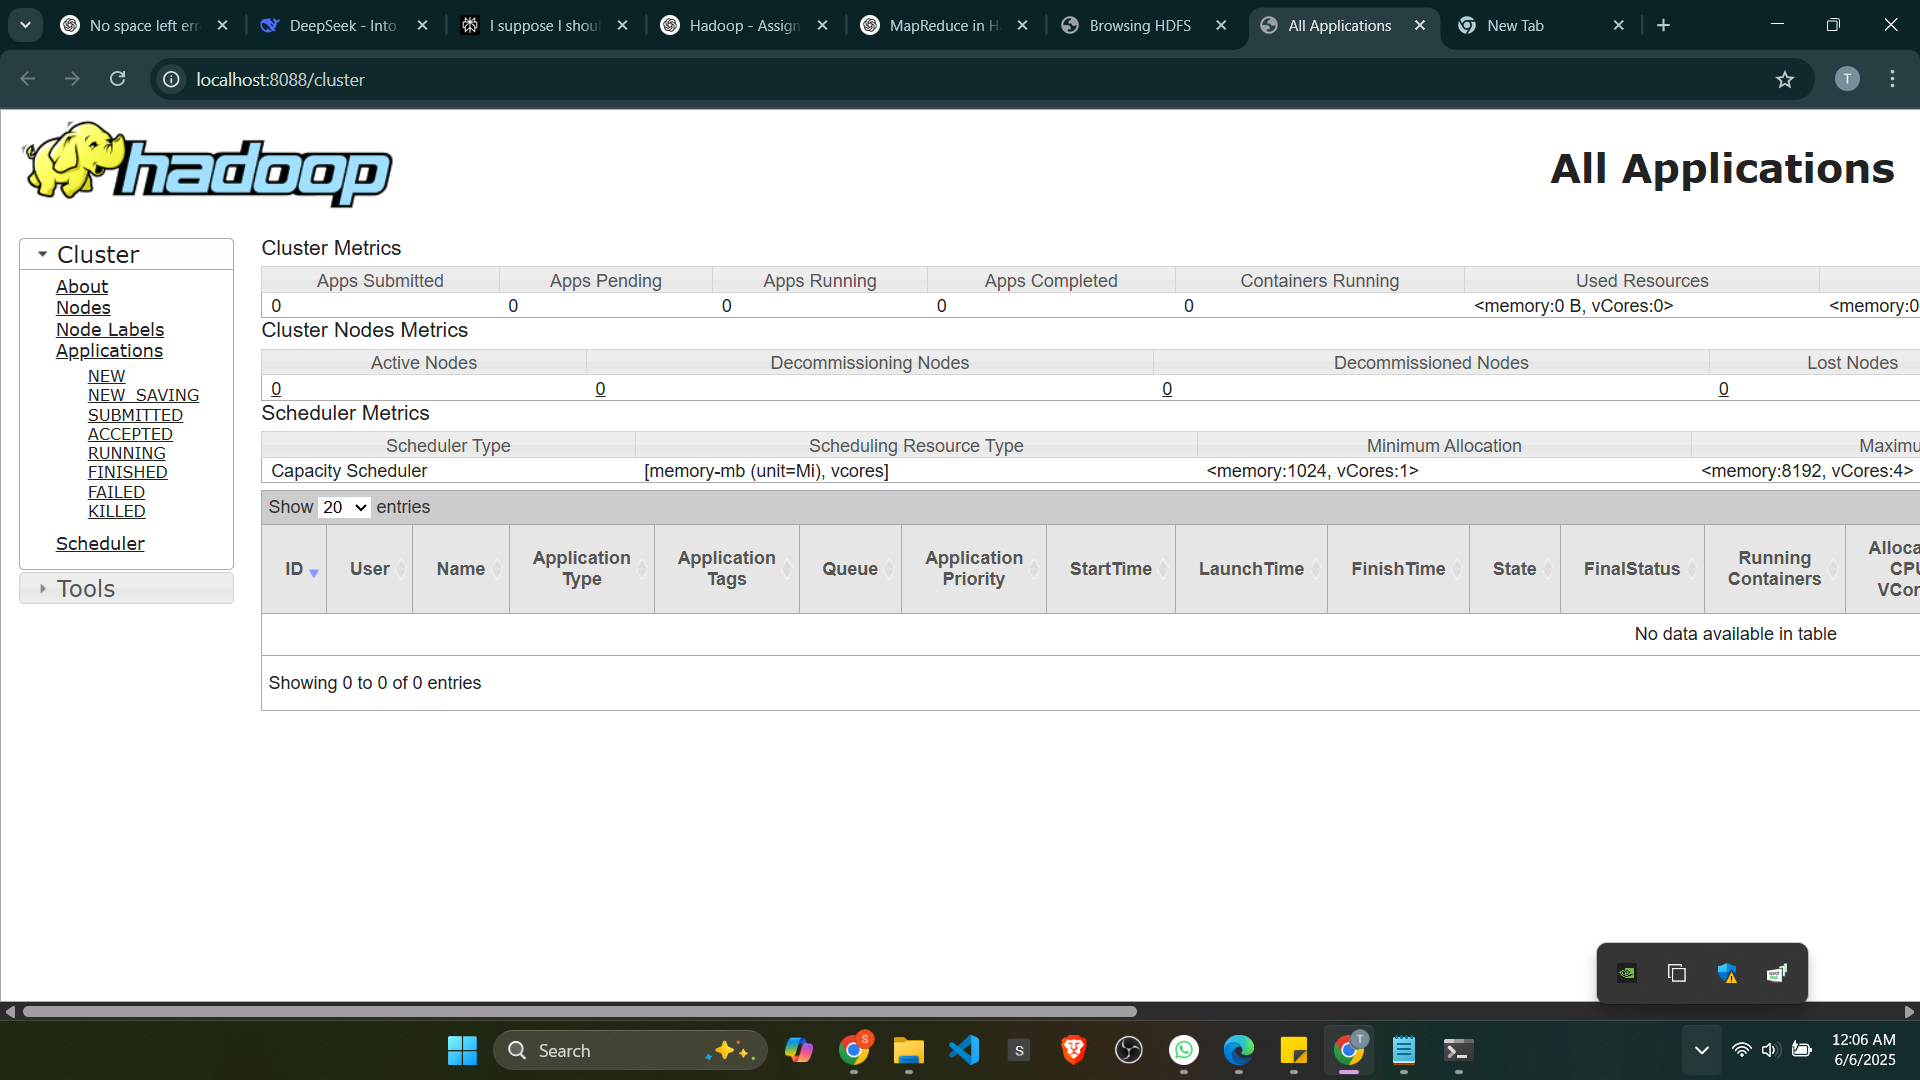 No space left err
DeepSeek - Into
I suppose I shou
Hadoop - Assign
MapReduce in H
Browsing HDFS
All Applications
New Tab
localhost:8088/cluster
T
hadoop
All Applications
Cluster
About
Nodes
Node Labels
Applications
NEW
NEW_SAVING
SUBMITTED
ACCEPTED
RUNNING
FINISHED
FAILED
KILLED
Scheduler
Tools
Cluster Metrics
Apps Submitted Apps Pending Apps Running Apps Completed Containers Running Used Resources
0 0 0 0 0 <memory:0 B, vCores:0> <memory:0
Cluster Nodes Metrics
Active Nodes Decommissioning Nodes Decommissioned Nodes Lost Nodes
0 0 0 0
Scheduler Metrics
Scheduler Type Scheduling Resource Type Minimum Allocation Maximu
Capacity Scheduler [memory-mb (unit=Mi), vcores] <memory:1024, vCores:1> <memory:8192, vCores:4>
Show 20 entries
ID User Name Application Type Application Tags Queue Application Priority StartTime LaunchTime FinishTime State FinalStatus Running Containers Alloca CPU VCor
No data available in table
Showing 0 to 0 of 0 entries
Search
S
S
T
12:06 AM
6/6/2025